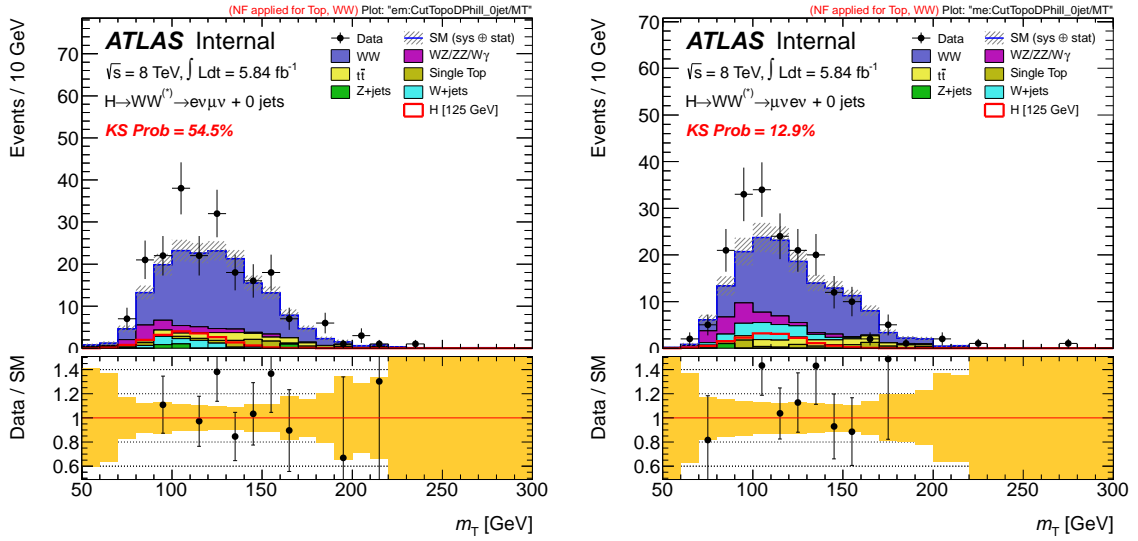 (NF applied for Top, WW) Plot: "em:CutTopoDPhill_0jet/MT"
Events / 10 GeV
80
70
60
50
40
30
20
10
0
ATLAS Internal
√s = 8 TeV, ∫ Ldt = 5.84 fb⁻¹
H→WW⁽*⁾→eνμν + 0 jets
KS Prob = 54.5%
Data
SM (sys ⊕ stat)
WW
WZ/ZZ/Wγ
tt̄
Single Top
Z+jets
W+jets
H [125 GeV]
Data / SM
1.4
1.2
1
0.8
0.6
50 100 150 200 250 300
m_T [GeV]
(NF applied for Top, WW) Plot: "me:CutTopoDPhill_0jet/MT"
Events / 10 GeV
70
60
50
40
30
20
10
0
ATLAS Internal
√s = 8 TeV, ∫ Ldt = 5.84 fb⁻¹
H→WW⁽*⁾→μνeν + 0 jets
KS Prob = 12.9%
Data
SM (sys ⊕ stat)
WW
WZ/ZZ/Wγ
tt̄
Single Top
Z+jets
W+jets
H [125 GeV]
Data / SM
1.4
1.2
1
0.8
0.6
50 100 150 200 250 300
m_T [GeV]